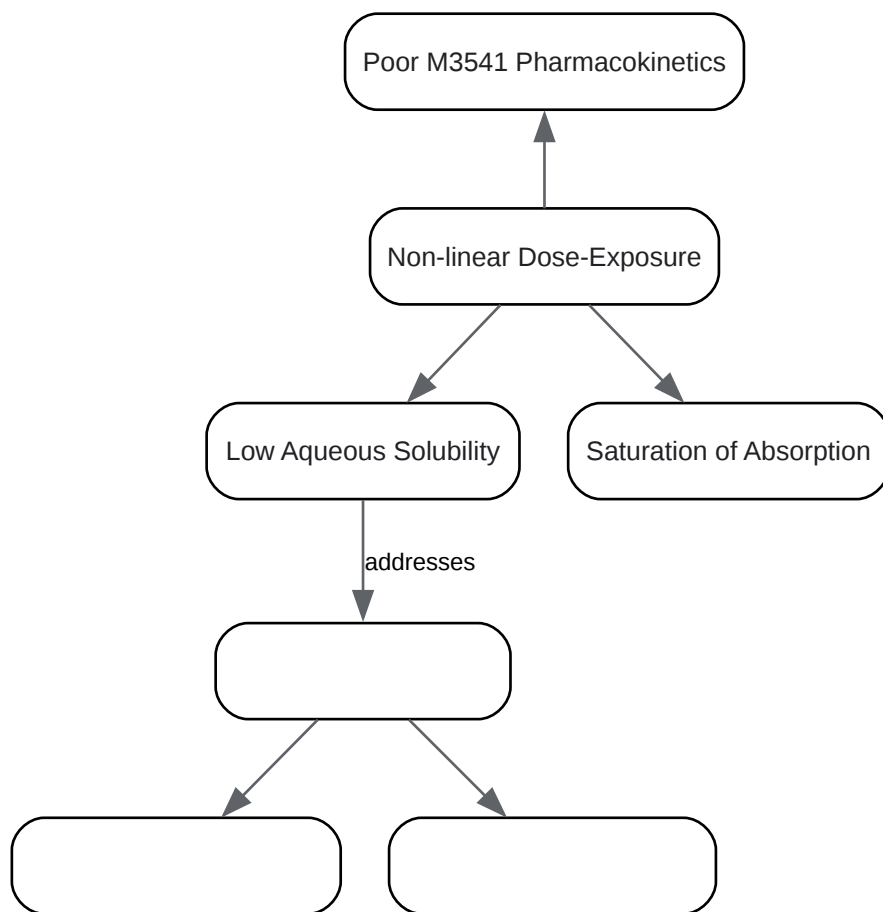 Poor M3541 Pharmacokinetics
Non-linear Dose-Exposure
Low Aqueous Solubility
Saturation of Absorption
addresses